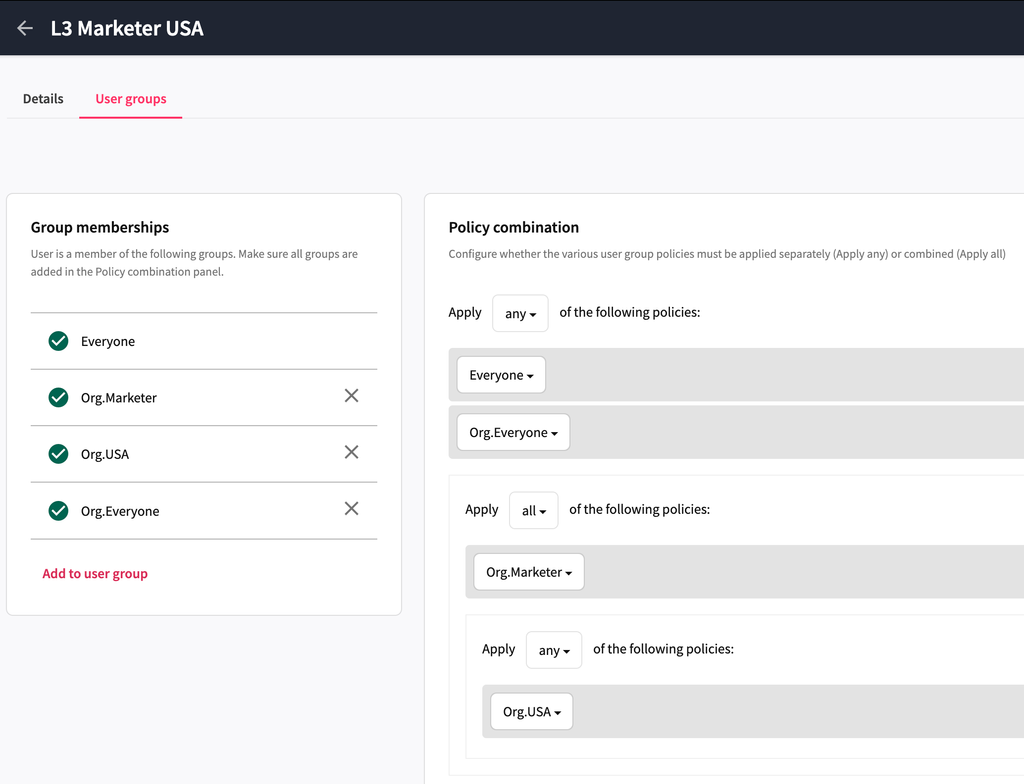 L3 Marketer USA
Details
User groups
Group memberships
User is a member of the following groups. Make sure all groups are
added in the Policy combination panel.
Everyone
Org.Marketer
Org.USA
Org.Everyone
Add to user group
Policy combination
Configure whether the various user group policies must be applied separately (Apply any) or combined (Apply all)
Apply any of the following policies:
Everyone
Org.Everyone
Apply all of the following policies:
Org.Marketer
Apply any of the following policies:
Org.USA